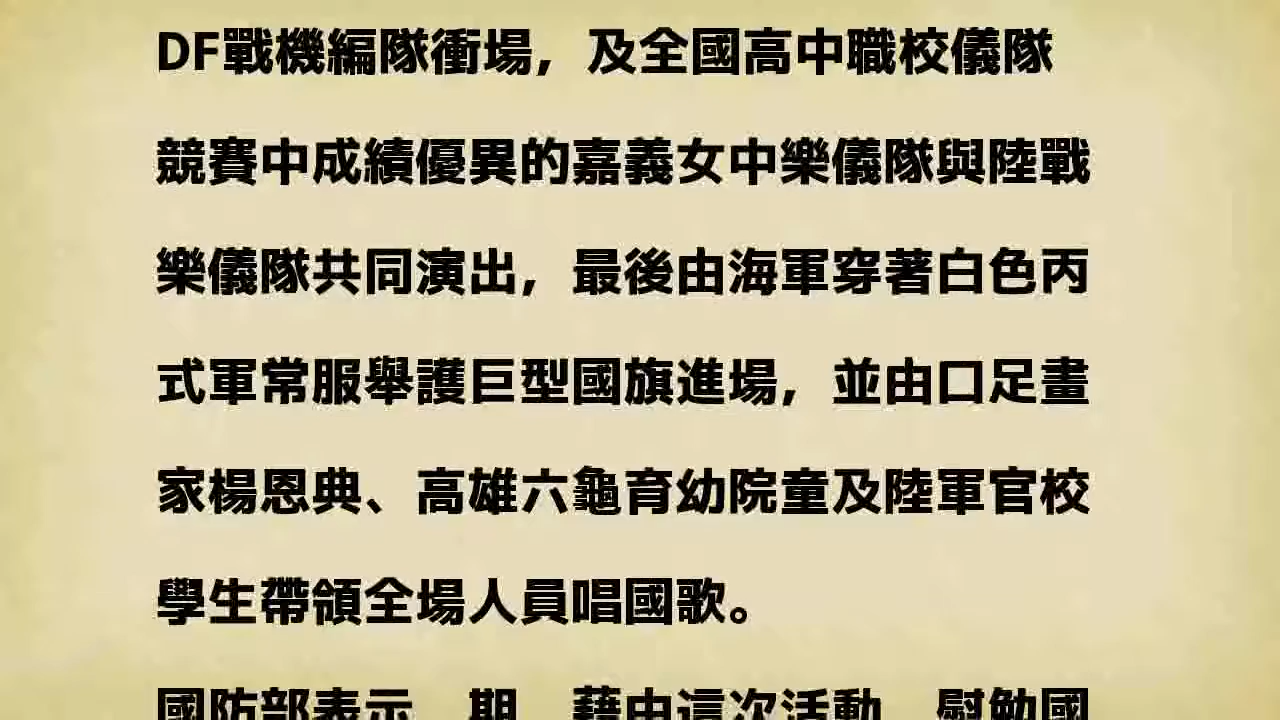 DF戰機編隊衝場，及全國高中職校儀隊
競賽中成績優異的嘉義女中樂儀隊與陸戰
樂儀隊共同演出，最後由海軍穿著白色丙
式軍常服舉護巨型國旗進場，並由口足畫
家楊恩典、高雄六龜育幼院童及陸軍官校
學生帶領全場人員唱國歌。
國防部表示 期 藉由這次活動 慰勉國